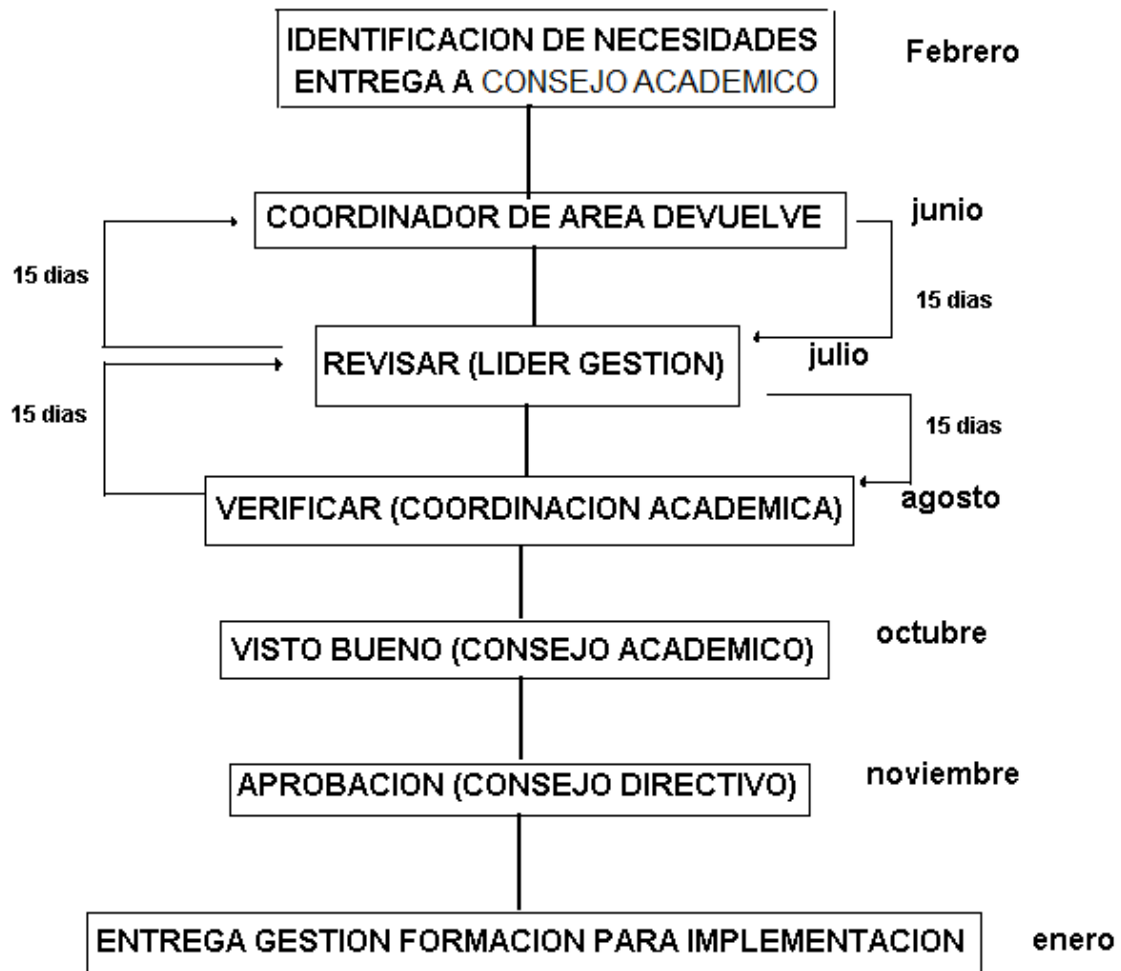 IDENTIFICACION DE NECESIDADES
ENTREGA A CONSEJO ACADEMICO
Febrero
COORDINADOR DE AREA DEVUELVE
junio
15 dias
15 dias
REVISAR (LIDER GESTION)
julio
15 dias
15 dias
VERIFICAR (COORDINACION ACADEMICA)
agosto
VISTO BUENO (CONSEJO ACADEMICO)
octubre
APROBACION (CONSEJO DIRECTIVO)
noviembre
ENTREGA GESTION FORMACION PARA IMPLEMENTACION
enero